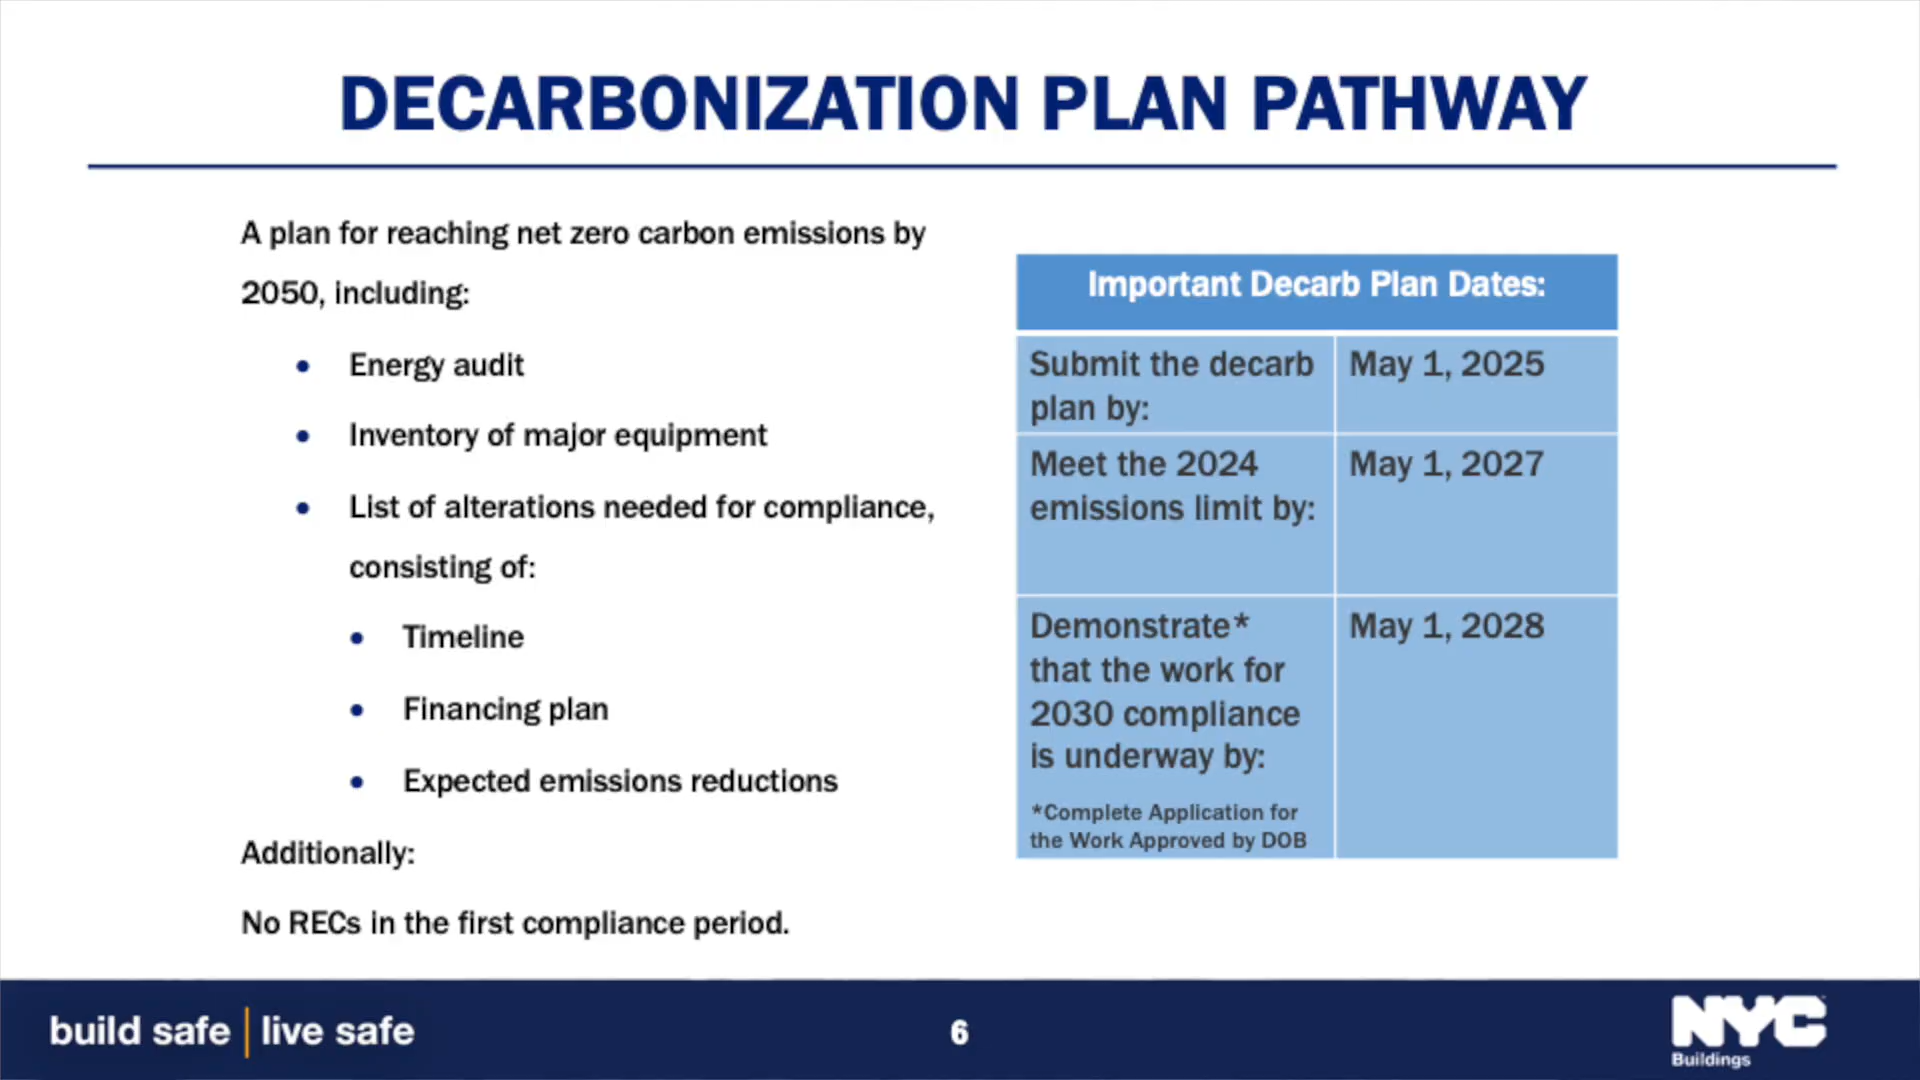 DECARBONIZATION PLAN PATHWAY
A plan for reaching net zero carbon emissions by
2050, including:
• Energy audit
• Inventory of major equipment
• List of alterations needed for compliance,
consisting of:
• Timeline
• Financing plan
• Expected emissions reductions
Additionally:
No RECs in the first compliance period.
Important Decarb Plan Dates:
Submit the decarb
plan by:
May 1, 2025
Meet the 2024
emissions limit by:
May 1, 2027
Demonstrate*
that the work for
2030 compliance
is underway by:
*Complete Application for
the Work Approved by DOB
May 1, 2028
build safe | live safe
6
NYC
Buildings